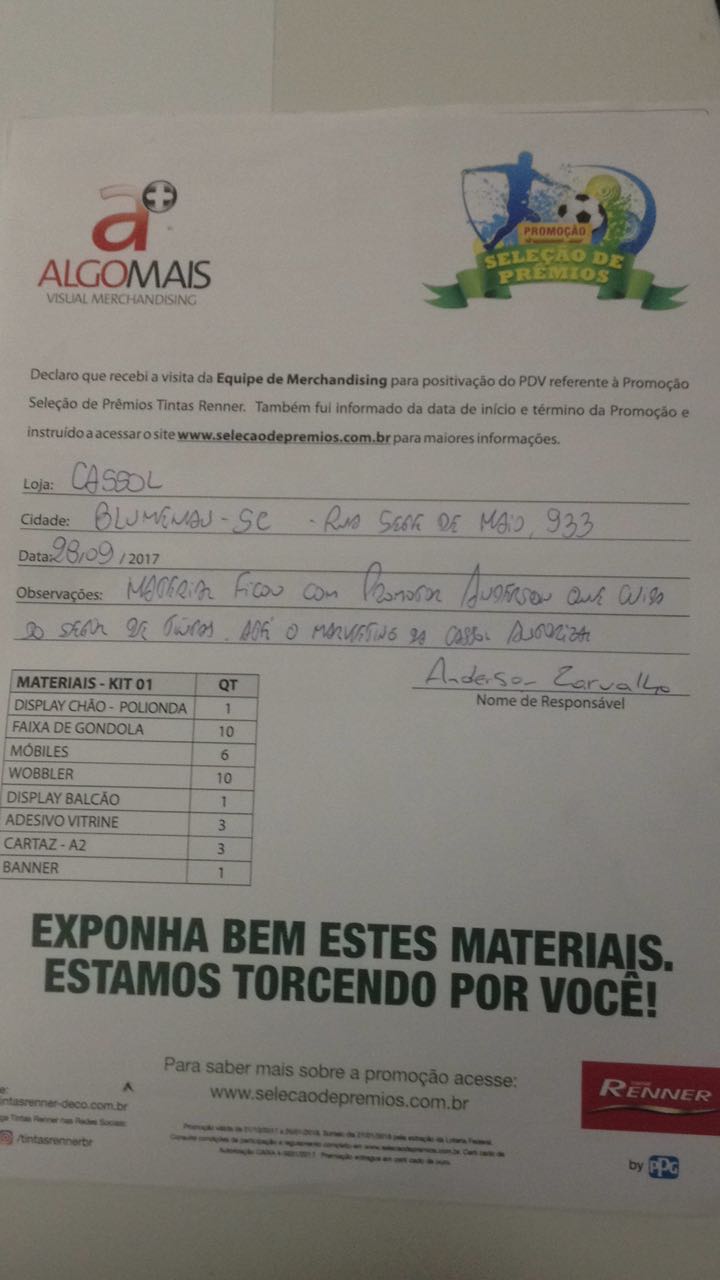 a+
ALGOMAIS
VISUAL MERCHANDISING
PROMOÇÃO
SELEÇÃO DE
PRÊMIOS
Declaro que recebi a visita da Equipe de Merchandising para positivação do PDV referente à Promoção
Seleção de Prêmios Tintas Renner. Também fui informado da data de início e término da Promoção e
instruído a acessar o site www.selecaodepremios.com.br para maiores informações.
Loja: CASSOL
Cidade: BLUMENAU - SC - RUA SETE DE MAIO, 933
Data: 28/09 / 2017
Observações: MATERIAL FICOU COM PROMOTOR ANDERSON QUE CUIDA
DO SETOR DE TINTAS. ATÉ O MARKETING DA CASSOL AUTORIZAR
Anderson Carvalho
Nome de Responsável
MATERIAIS - KIT 01 QT
DISPLAY CHÃO - POLIONDA 1
FAIXA DE GONDOLA 10
MÓBILES 6
WOBBLER 10
DISPLAY BALCÃO 1
ADESIVO VITRINE 3
CARTAZ - A2 3
BANNER 1
EXPONHA BEM ESTES MATERIAIS.
ESTAMOS TORCENDO POR VOCÊ!
Para saber mais sobre a promoção acesse:
www.selecaodepremios.com.br
e:
intasrenner-deco.com.br
ga Tintas Renner nas Redes Sociais:
/tintasrennerbr
RENNER
by PPG